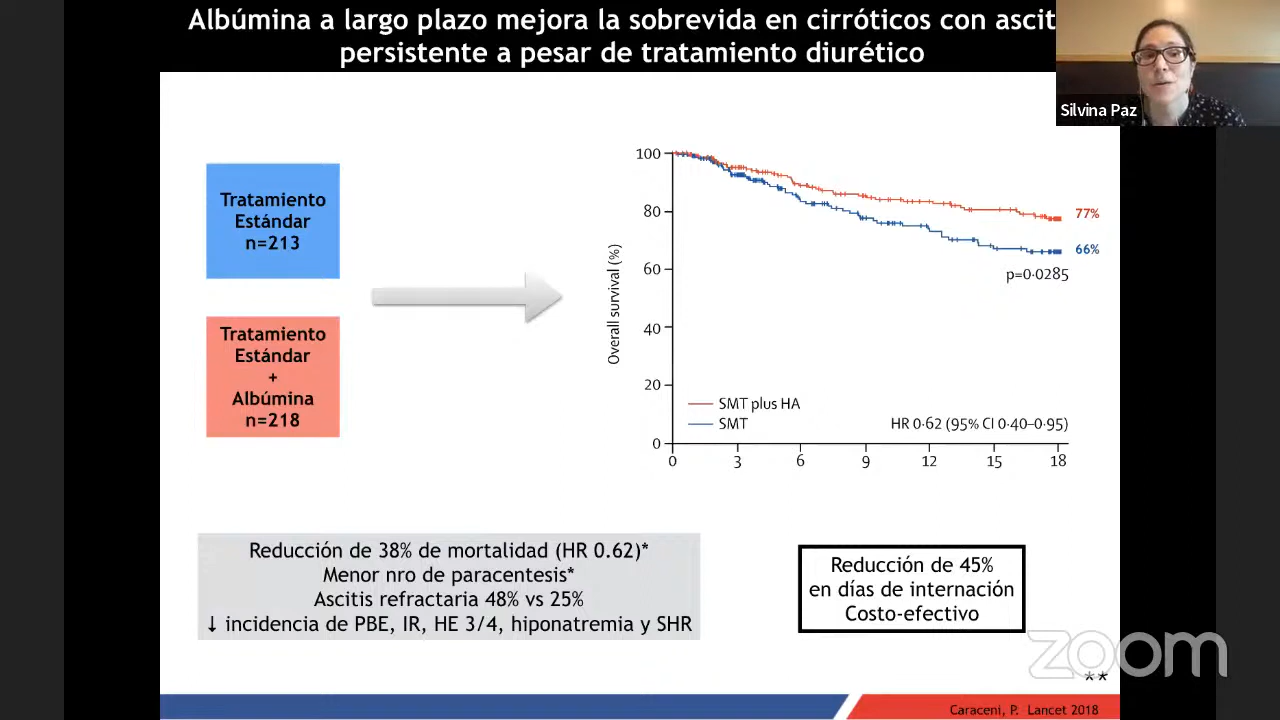 Albúmina a largo plazo mejora la sobrevida en cirróticos con ascit
persistente a pesar de tratamiento diurético
Silvina Paz
Tratamiento
Estándar
n=213
Tratamiento
Estándar
+
Albúmina
n=218
100
80
60
40
20
0
Overall survival (%)
0 3 6 9 12 15 18
77%
66%
p=0·0285
SMT plus HA
SMT
HR 0·62 (95% CI 0·40–0·95)
Reducción de 38% de mortalidad (HR 0.62)*
Menor nro de paracentesis*
Ascitis refractaria 48% vs 25%
↓ incidencia de PBE, IR, HE 3/4, hiponatremia y SHR
Reducción de 45%
en días de internación
Costo-efectivo
zoom
**
Caraceni, P. Lancet 2018